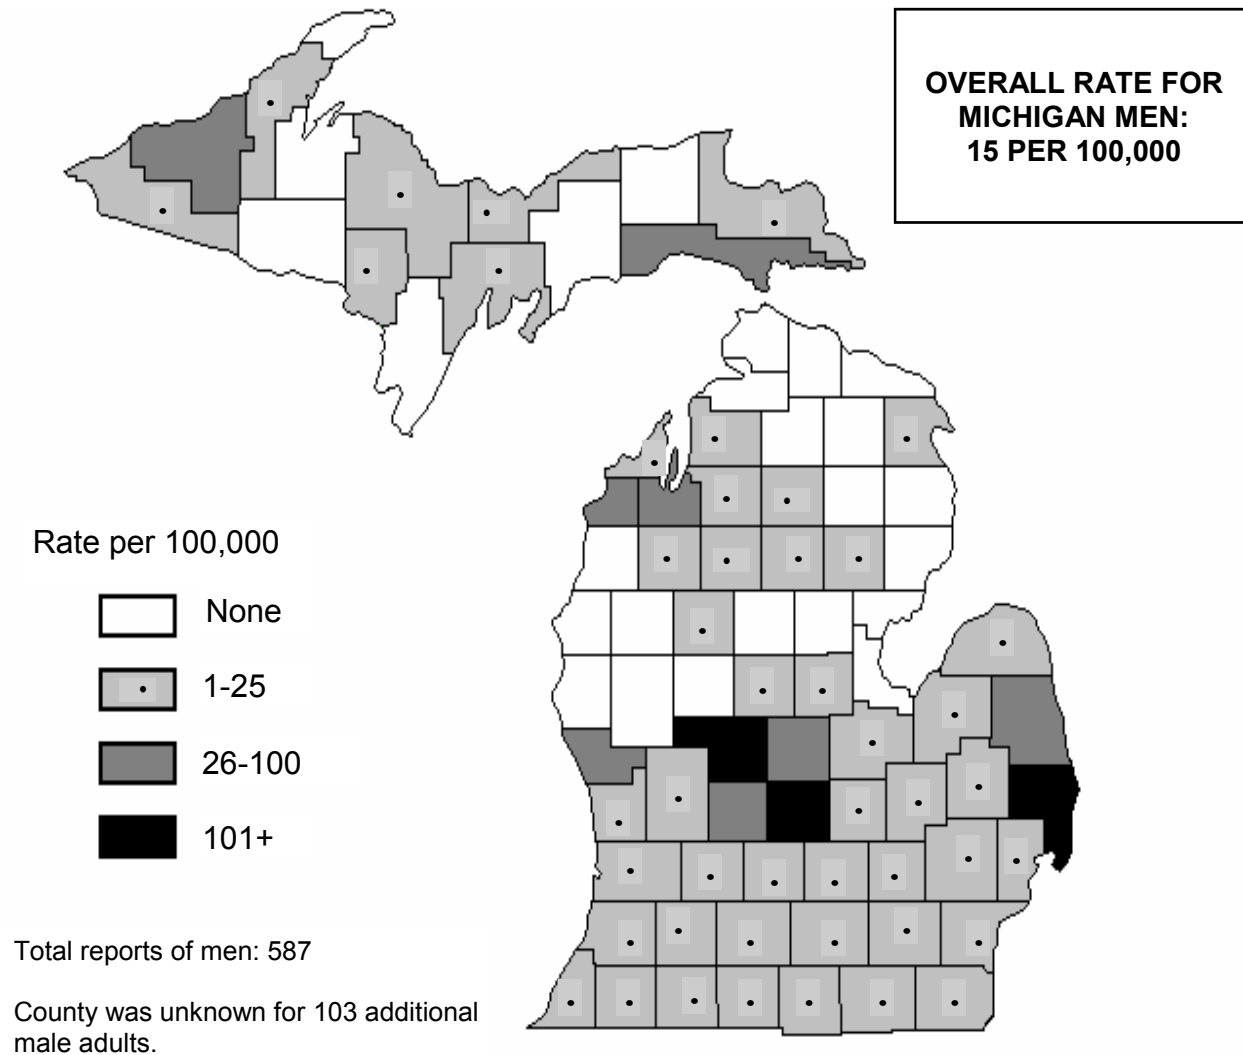 OVERALL RATE FOR
MICHIGAN MEN:
15 PER 100,000
Rate per 100,000
None
1-25
26-100
101+
Total reports of men: 587
County was unknown for 103 additional
male adults.